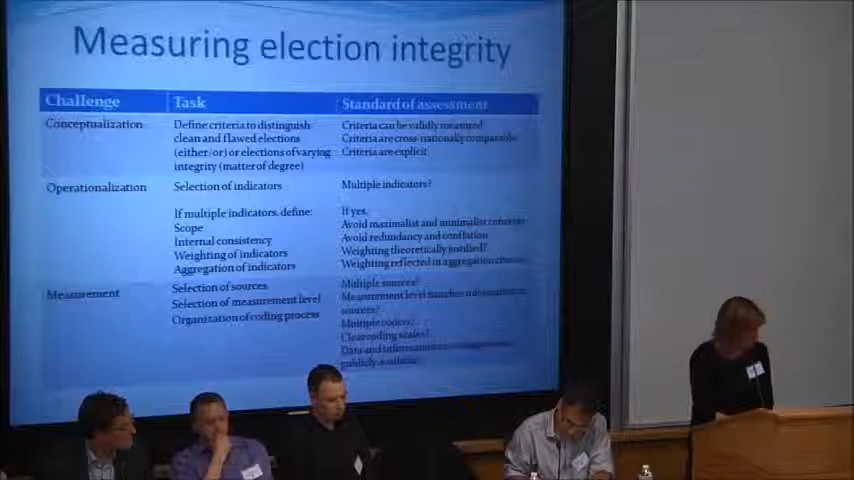 Measuring election integrity
Challenge Task Standard of assessment
Conceptualization Define criteria to distinguish Criteria can be validly measured
clean and flawed elections Criteria are cross-nationally comparable
(either/or) or elections of varying Criteria are explicit
integrity (matter of degree)
Operationalization Selection of indicators Multiple indicators?
If multiple indicators, define: If yes,
Scope Avoid maximalist and minimalist concepts
Internal consistency Avoid redundancy and conflation
Weighting of indicators Weighting theoretically justified?
Aggregation of indicators Weighting reflected in aggregation
Measurement Selection of sources Multiple sources?
Selection of measurement level Measurement level matches
Organization of coding process sources?
Multiple coders?
Clear coding scales?
Data and information
publicly available